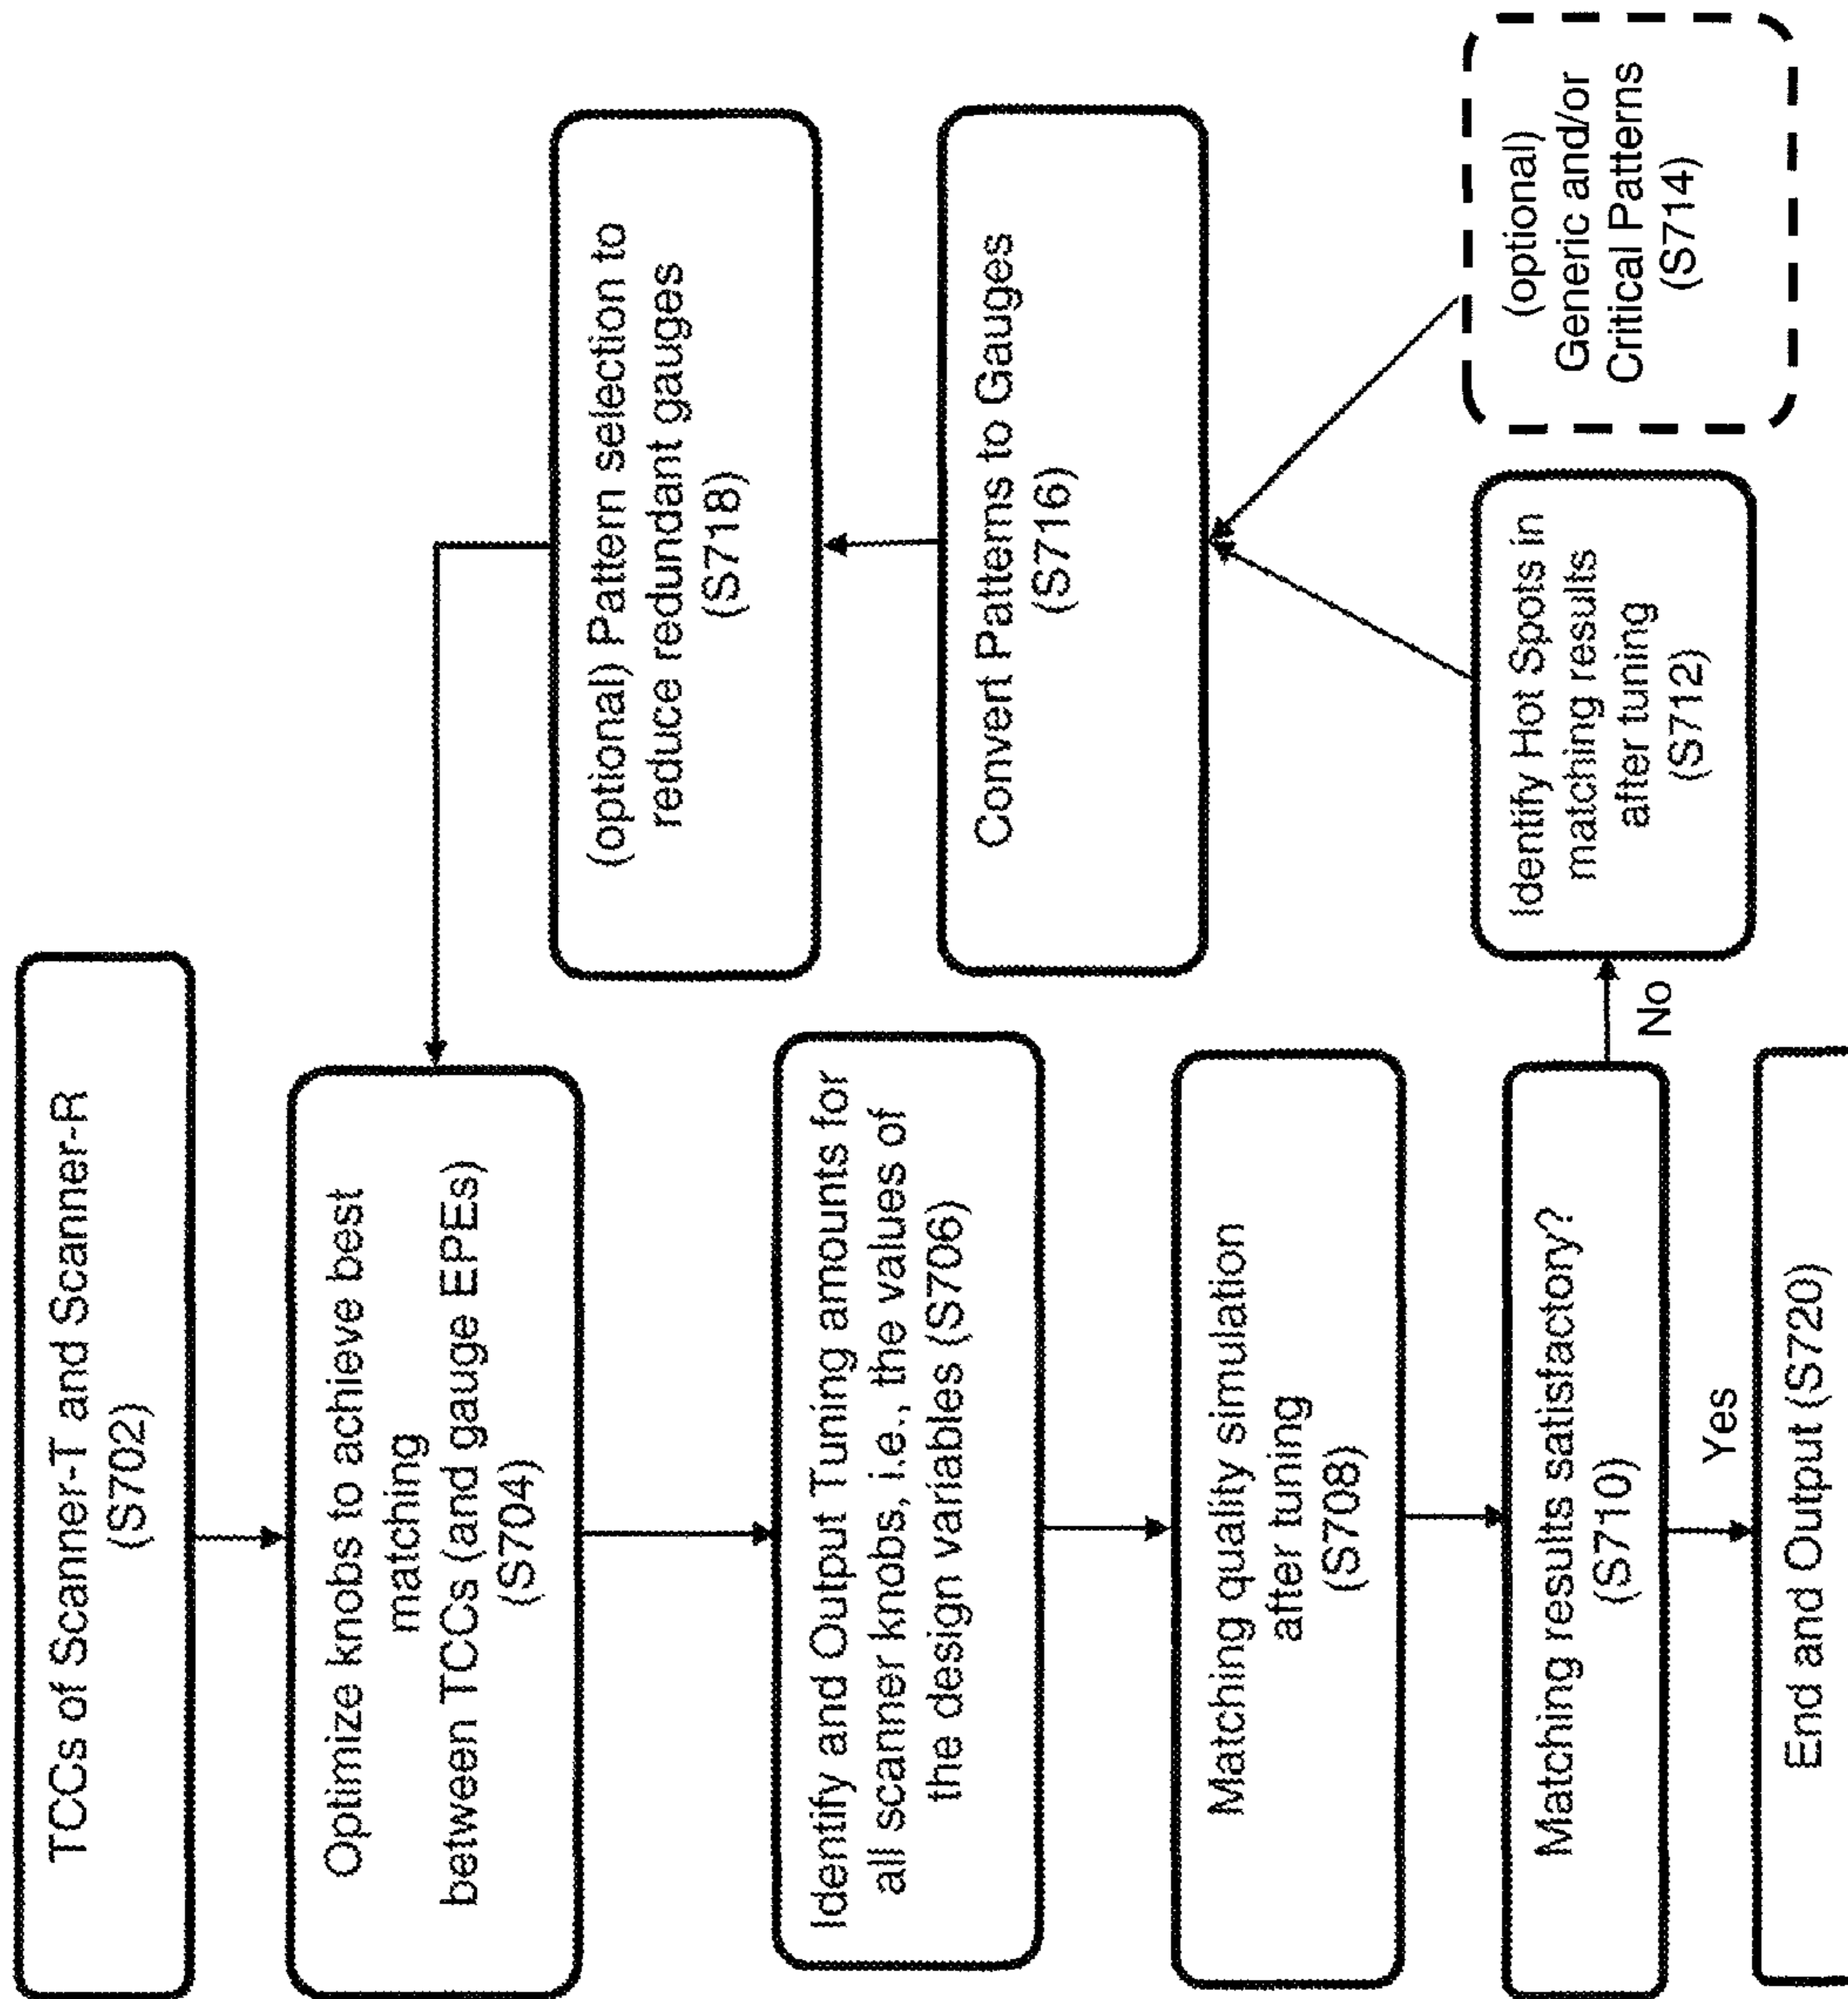 TCCs of Scanner-T and Scanner-R
(S702)
Optimize knobs to achieve best
matching
between TCCs (and gauge EPEs)
(S704)
Identify and Output Tuning amounts for
all scanner knobs, i.e., the values of
the design variables (S706)
Matching quality simulation
after tuning
(S708)
Matching results satisfactory?
(S710)
Yes
End and Output (S720)
No
Identify Hot Spots in
matching results
after tuning
(S712)
(optional)
Generic and/or
Critical Patterns
(S714)
Convert Patterns to Gauges
(S716)
(optional) Pattern selection to
reduce redundant gauges
(S718)